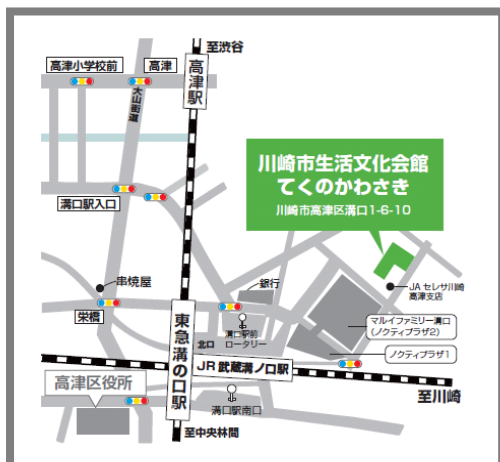 至渋谷
高津小学校前
高津
高津駅
大山街道
川崎市生活文化会館
てくのかわさき
川崎市高津区溝口1-6-10
溝口駅入口
串焼屋
銀行
JA セレサ川崎
高津支店
栄橋
溝口駅前
ロータリー
マルイファミリー溝口
(ノクティプラザ2)
東急溝の口駅
北口
ノクティプラザ1
JR 武蔵溝ノ口駅
高津区役所
至川崎
溝口駅南口
至中央林間